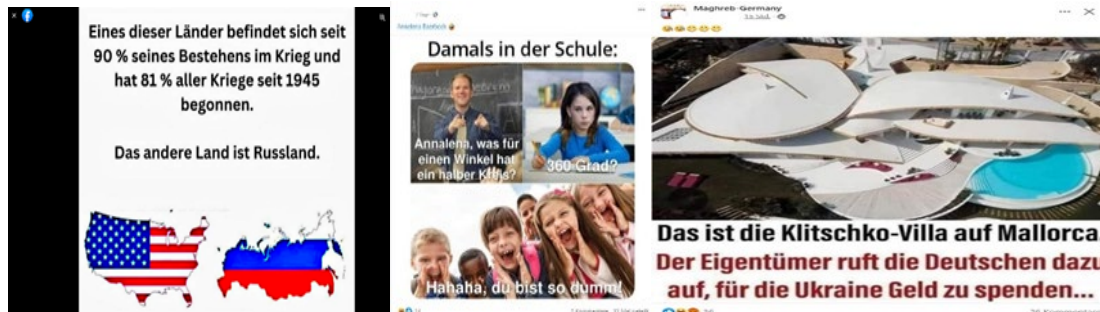 Eines dieser Länder befindet sich seit
90 % seines Bestehens im Krieg und
hat 81 % aller Kriege seit 1945
begonnen.
Das andere Land ist Russland.
Damals in der Schule:
Annalena, was für
einen Winkel hat
ein halber Kreis?
360 Grad?
Hahaha, du bist so dumm!
Maghreb-Germany
Das ist die Klitschko-Villa auf Mallorca.
Der Eigentümer ruft die Deutschen dazu
auf, für die Ukraine Geld zu spenden...